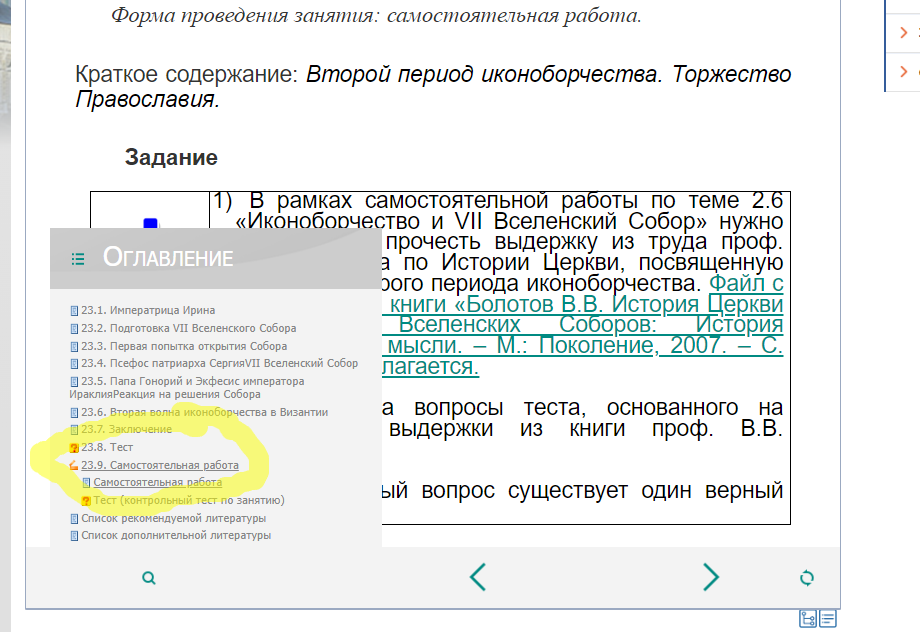 Форма проведения занятия: самостоятельная работа.
Краткое содержание: Второй период иконоборчества. Торжество
Православия.
Задание
1) В рамках самостоятельной работы по теме 2.6
«Иконоборчество и VII Вселенский Собор» нужно
прочесть выдержку из труда проф.
а по Истории Церкви, посвященную
рого периода иконоборчества. Файл с
книги «Болотов В.В. История Церкви
Вселенских Соборов: История
мысли. – М.: Поколение, 2007. – С.
лагается.
а вопросы теста, основанного на
выдержки из книги проф. В.В.
ый вопрос существует один верный
Оглавление
23.1. Императрица Ирина
23.2. Подготовка VII Вселенского Собора
23.3. Первая попытка открытия Собора
23.4. Псефос патриарха СергияVII Вселенский Собор
23.5. Папа Гонорий и Экфесис императора
ИраклияРеакция на решения Собора
23.6. Вторая волна иконоборчества в Византии
23.7. Заключение
23.8. Тест
23.9. Самостоятельная работа
Самостоятельная работа
Тест (контрольный тест по занятию)
Список рекомендуемой литературы
Список дополнительной литературы